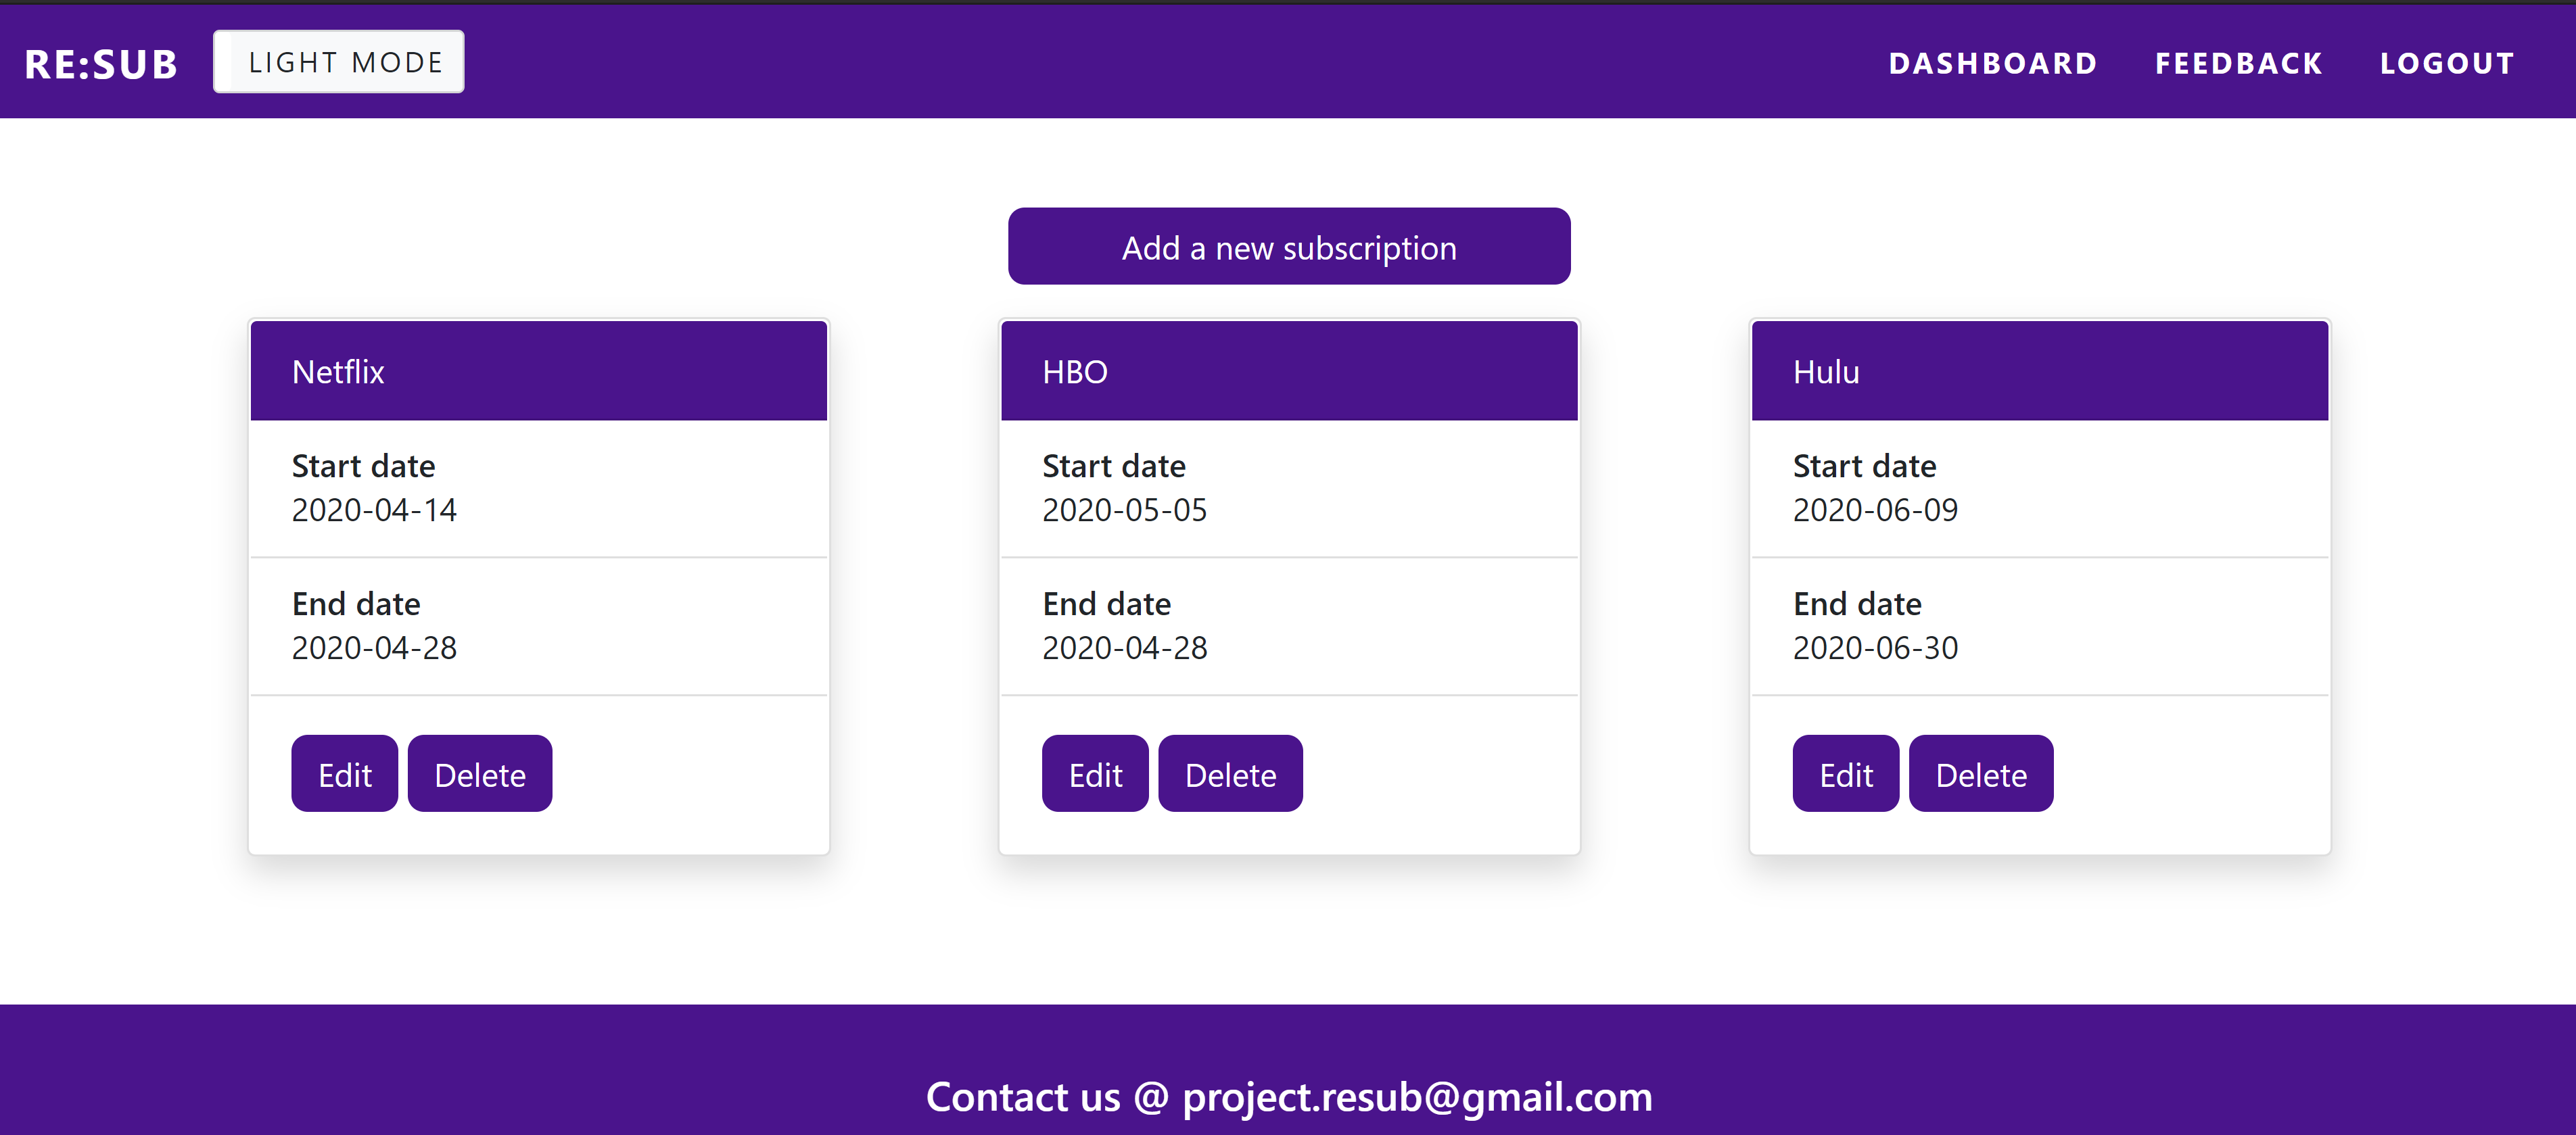 RE:SUB
LIGHT MODE
DASHBOARD
FEEDBACK
LOGOUT
Add a new subscription
Netflix
Start date
2020-04-14
End date
2020-04-28
Edit
Delete
HBO
Start date
2020-05-05
End date
2020-04-28
Edit
Delete
Hulu
Start date
2020-06-09
End date
2020-06-30
Edit
Delete
Contact us @ project.resub@gmail.com